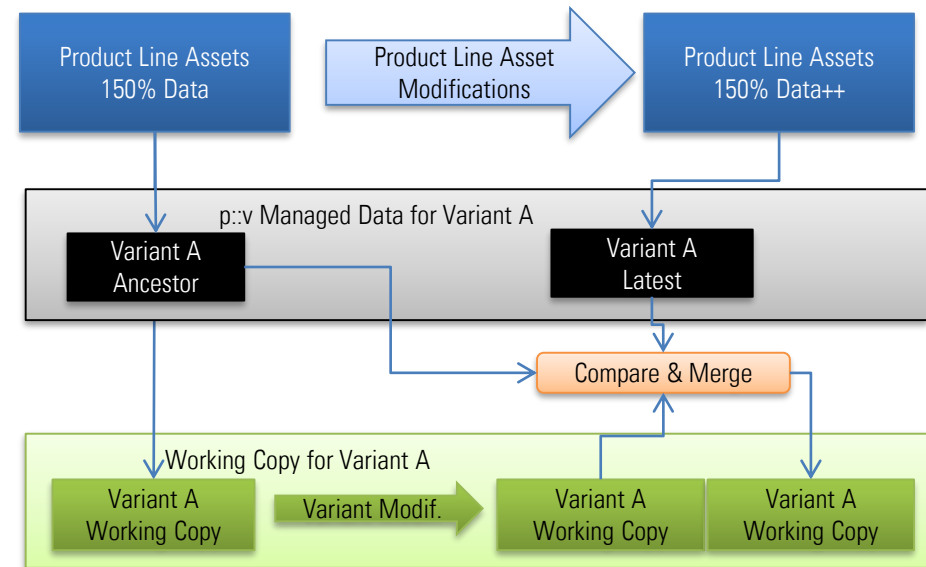 Product Line Assets
150% Data
Product Line Asset
Modifications
Product Line Assets
150% Data++
p::v Managed Data for Variant A
Variant A
Ancestor
Variant A
Latest
Compare & Merge
Working Copy for Variant A
Variant A
Working Copy
Variant Modif.
Variant A
Working Copy
Variant A
Working Copy